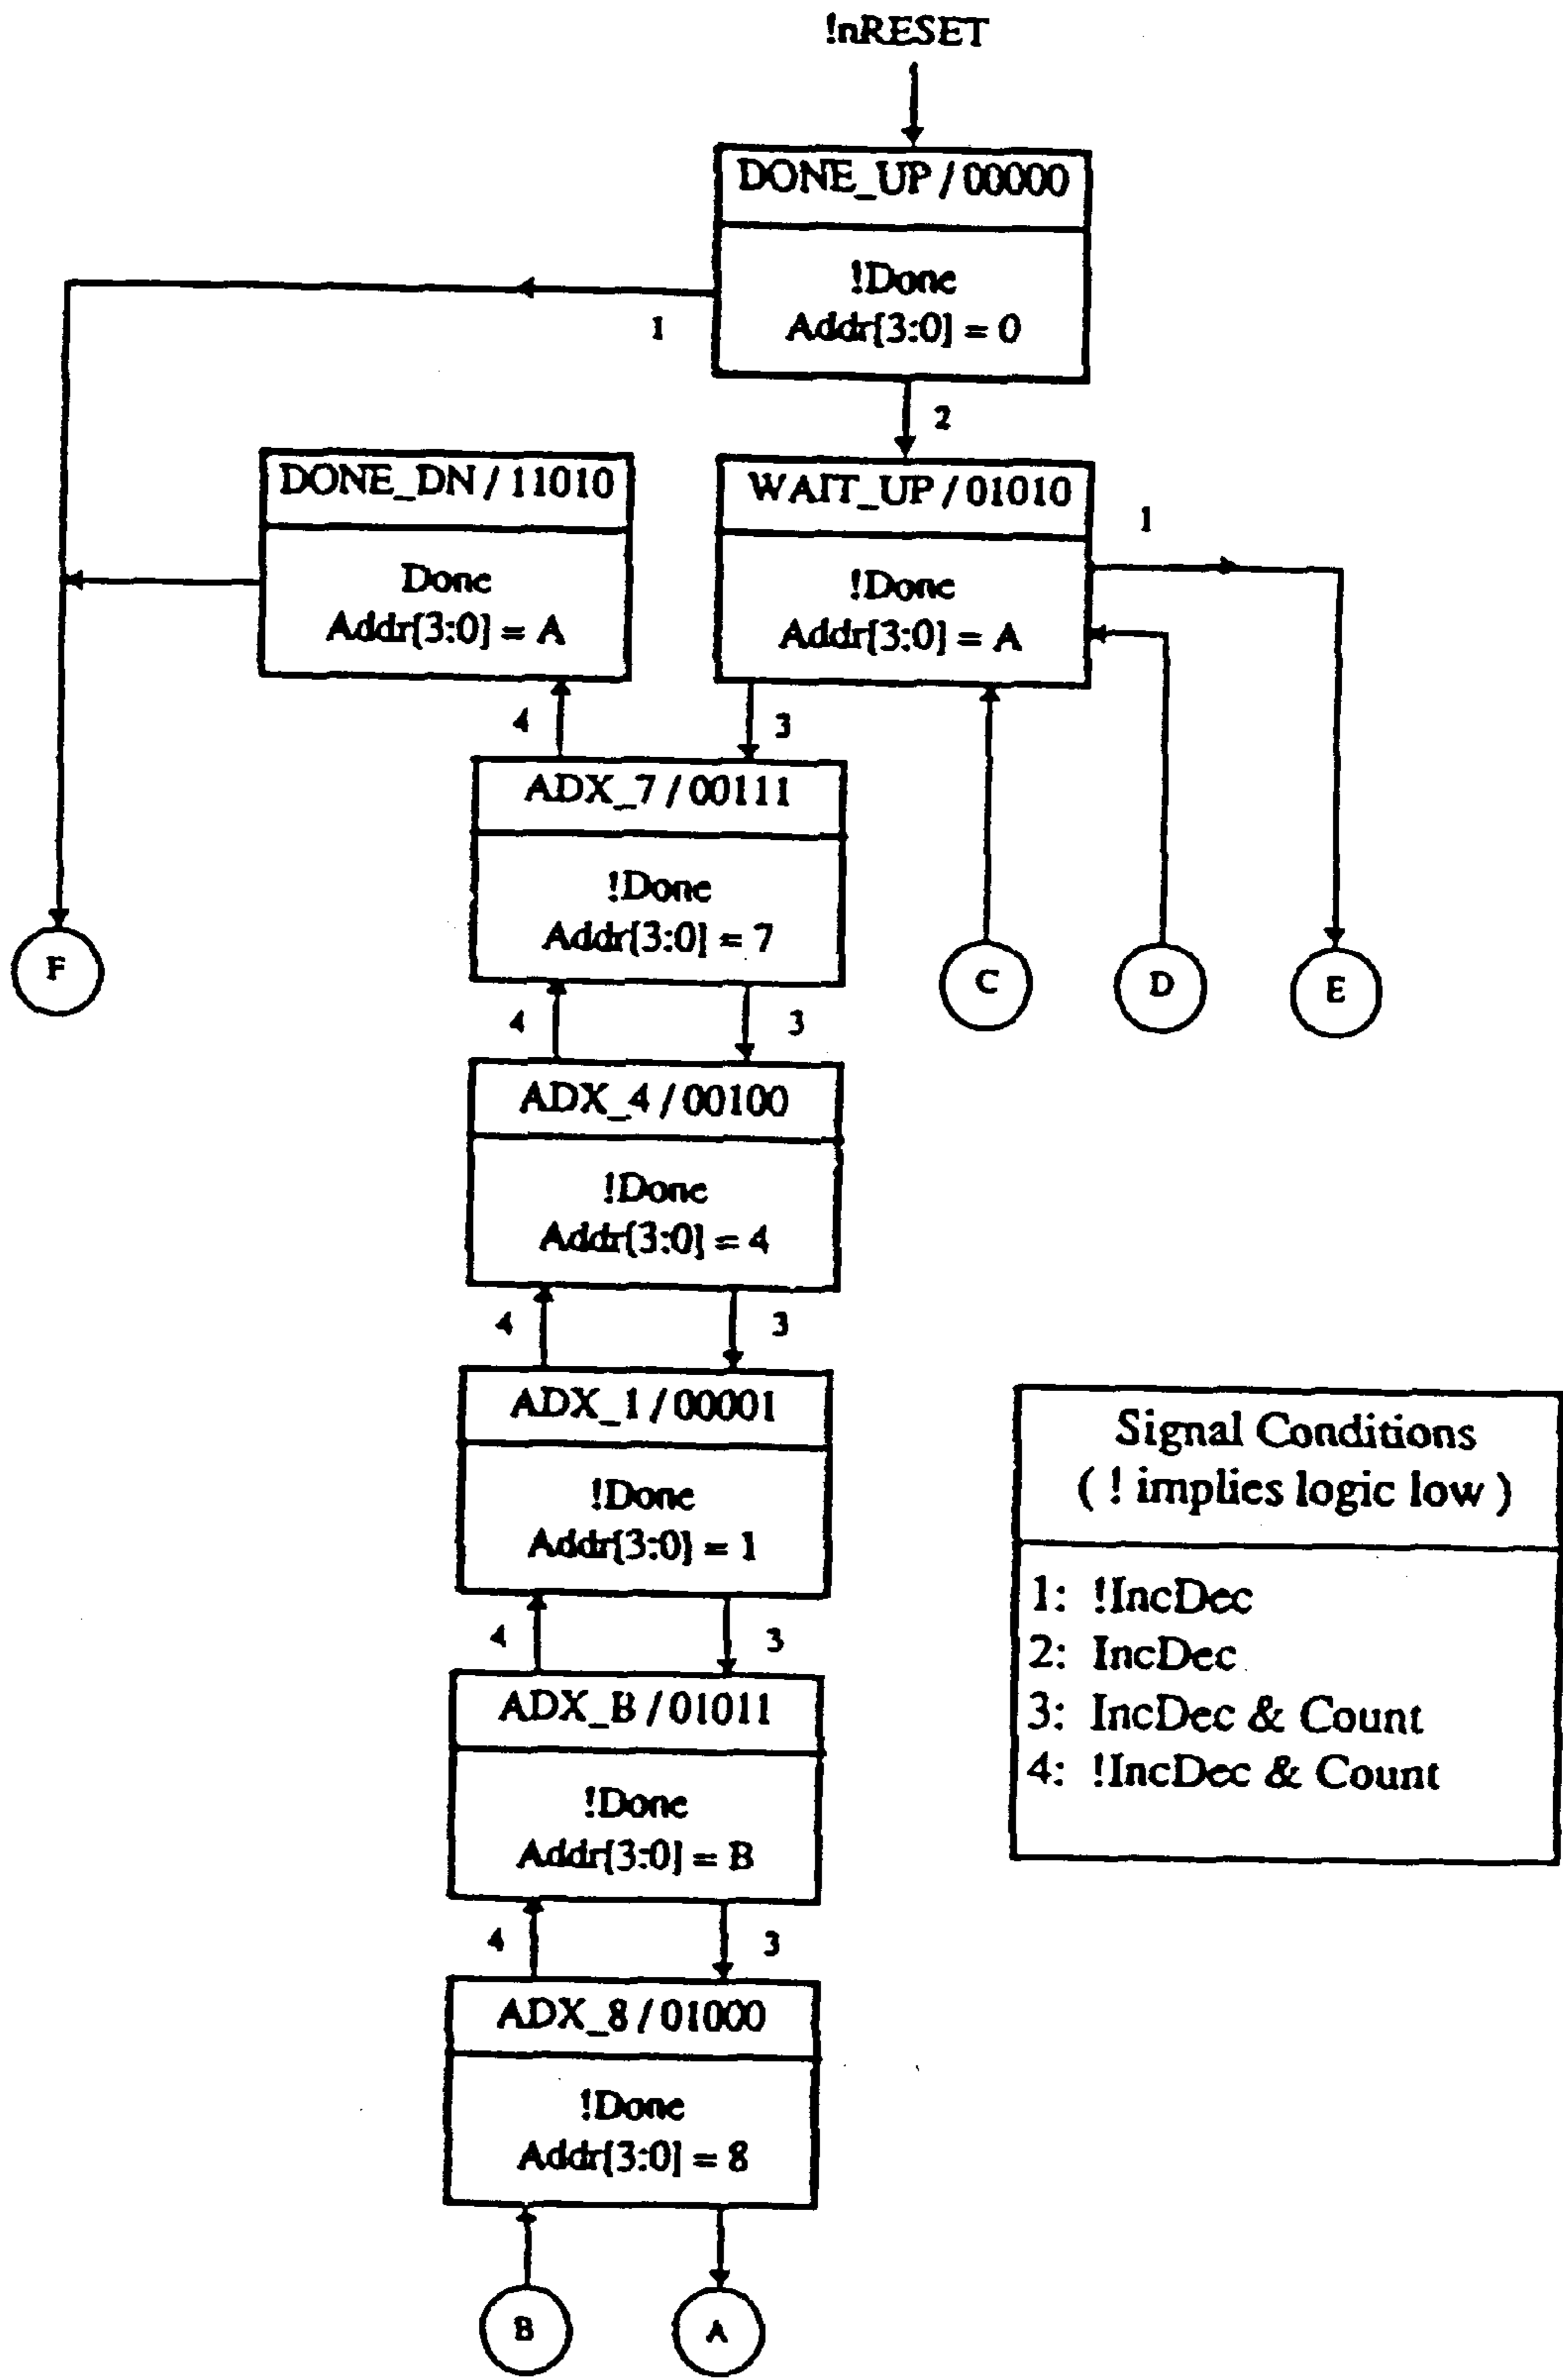 !nRESET
DONE_UP / 00000
!Done
Addr[3:0] = 0
1
2
DONE_DN / 11010
Done
Addr[3:0] = A
WAIT_UP / 01010
!Done
Addr[3:0] = A
1
4
3
ADX_7 / 00111
!Done
Addr[3:0] = 7
F
C
D
E
4
3
ADX_4 / 00100
!Done
Addr[3:0] = 4
4
3
ADX_1 / 00001
!Done
Addr[3:0] = 1
4
3
ADX_B / 01011
!Done
Addr[3:0] = B
4
3
ADX_8 / 01000
!Done
Addr[3:0] = 8
B
A
Signal Conditions
( ! implies logic low )
1: !IncDec
2: IncDec
3: IncDec & Count
4: !IncDec & Count